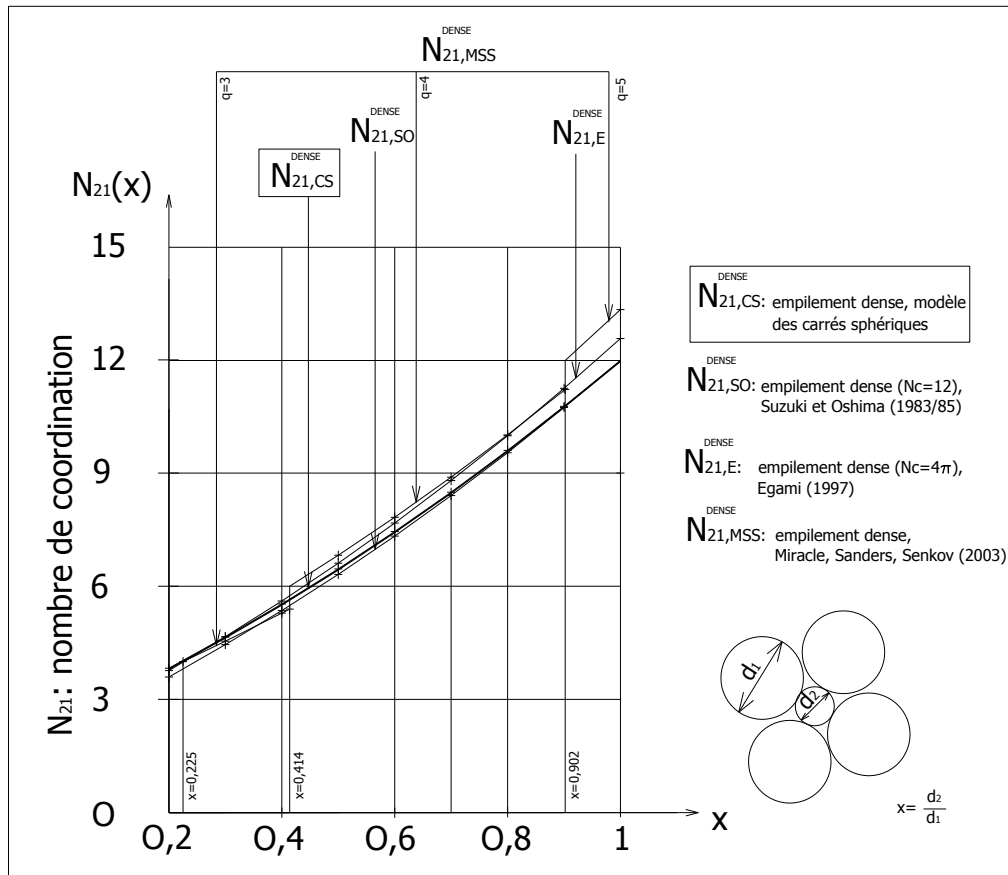 DENSE
N21,MSS
q=3
q=4
q=5
DENSE
N21,SO
DENSE
N21,E
DENSE
N21,CS
N21(x)
15
12
9
6
3
O
N21: nombre de coordination
x=0,225
x=0,414
x=0,902
O,2
O,4
O,6
O,8
1
x
DENSE
N21,CS: empilement dense, modèle
des carrés sphériques
DENSE
N21,SO: empilement dense (Nc=12),
Suzuki et Oshima (1983/85)
DENSE
N21,E: empilement dense (Nc=4π),
Egami (1997)
DENSE
N21,MSS: empilement dense,
Miracle, Sanders, Senkov (2003)
d1
d2
x= d2
d1